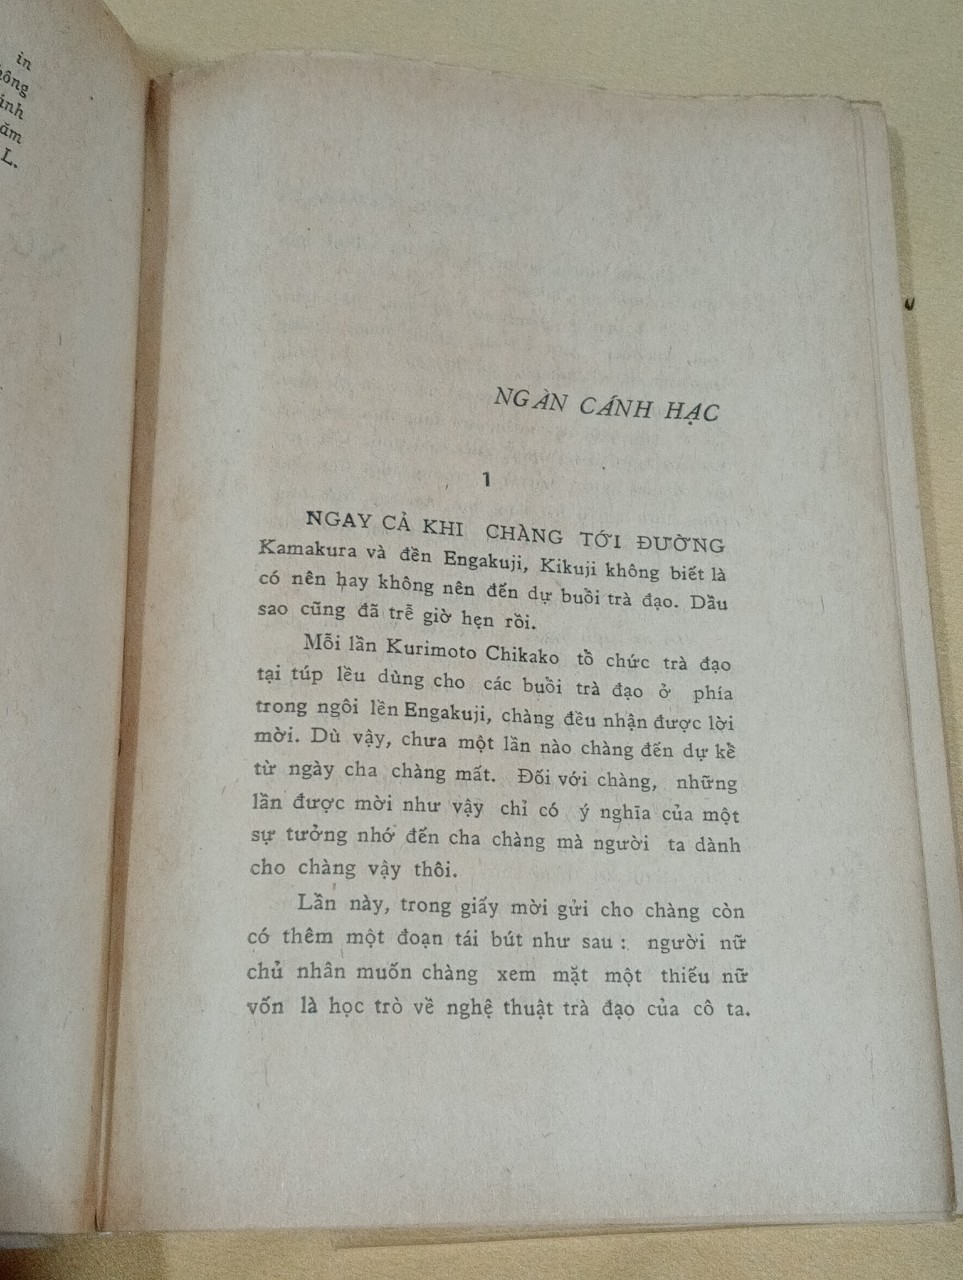 in
ăm
L.
NGÀN CÁNH HẠC
1
NGAY CẢ KHI CHÀNG TỚI ĐƯỜNG
Kamakura và đền Engakuji, Kikuji không biết là
có nên hay không nên đến dự buổi trà đạo. Dầu
sao cũng đã trễ giờ hẹn rồi.
Mỗi lần Kurimoto Chikako tổ chức trà đạo
tại túp lều dùng cho các buổi trà đạo ở phía
trong ngôi lền Engakuji, chàng đều nhận được lời
mời. Dù vậy, chưa một lần nào chàng đến dự kể
từ ngày cha chàng mất. Đối với chàng, những
lần được mời như vậy chỉ có ý nghĩa của một
sự tưởng nhớ đến cha chàng mà người ta dành
cho chàng vậy thôi.
Lần này, trong giấy mời gửi cho chàng còn
có thêm một đoạn tái bút như sau : người nữ
chủ nhân muốn chàng xem mặt một thiếu nữ
vốn là học trò về nghệ thuật trà đạo của cô ta.